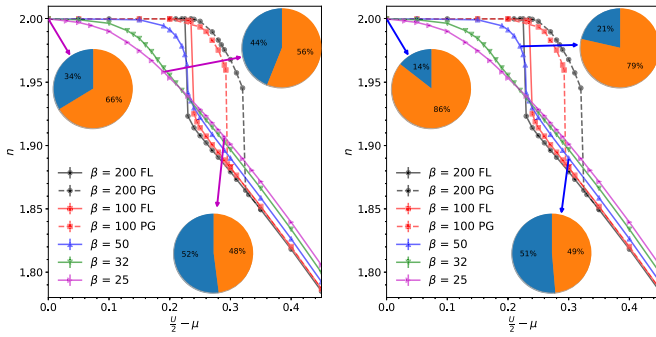 2.00
1.95
1.90
1.85
1.80
n
0.0
0.1
0.2
0.3
0.4
U/2 − μ
34%
66%
44%
56%
52%
48%
β = 200 FL
β = 200 PG
β = 100 FL
β = 100 PG
β = 50
β = 32
β = 25
2.00
1.95
1.90
1.85
1.80
n
0.0
0.1
0.2
0.3
0.4
U/2 − μ
14%
86%
21%
79%
51%
49%
β = 200 FL
β = 200 PG
β = 100 FL
β = 100 PG
β = 50
β = 32
β = 25